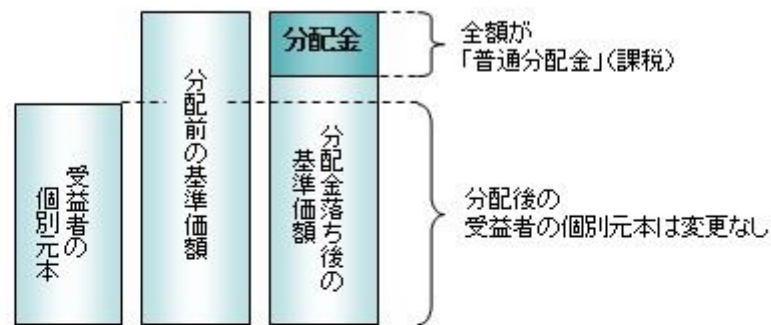 受益者の
個別元本
分配前の基準価額
分配金
分配金落ち後の
基準価額
全額が
「普通分配金」(課税)
分配後の
受益者の個別元本は変更なし